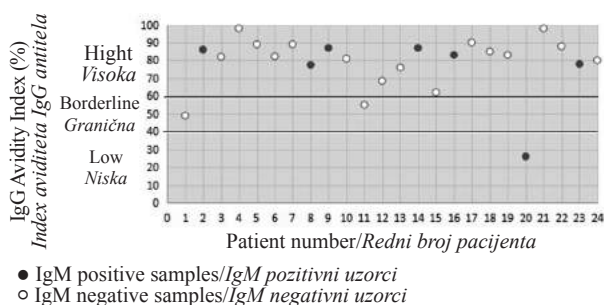 IgG Avidity Index (%)
Index aviditeta IgG antitela
100
90
80
70
60
50
40
30
20
10
0
Hight
Visoka
Borderline
Granična
Low
Niska
0 1 2 3 4 5 6 7 8 9 10 11 12 13 14 15 16 17 18 19 20 21 22 23 24
Patient number/Redni broj pacijenta
● IgM positive samples/IgM pozitivni uzorci
○ IgM negative samples/IgM negativni uzorci